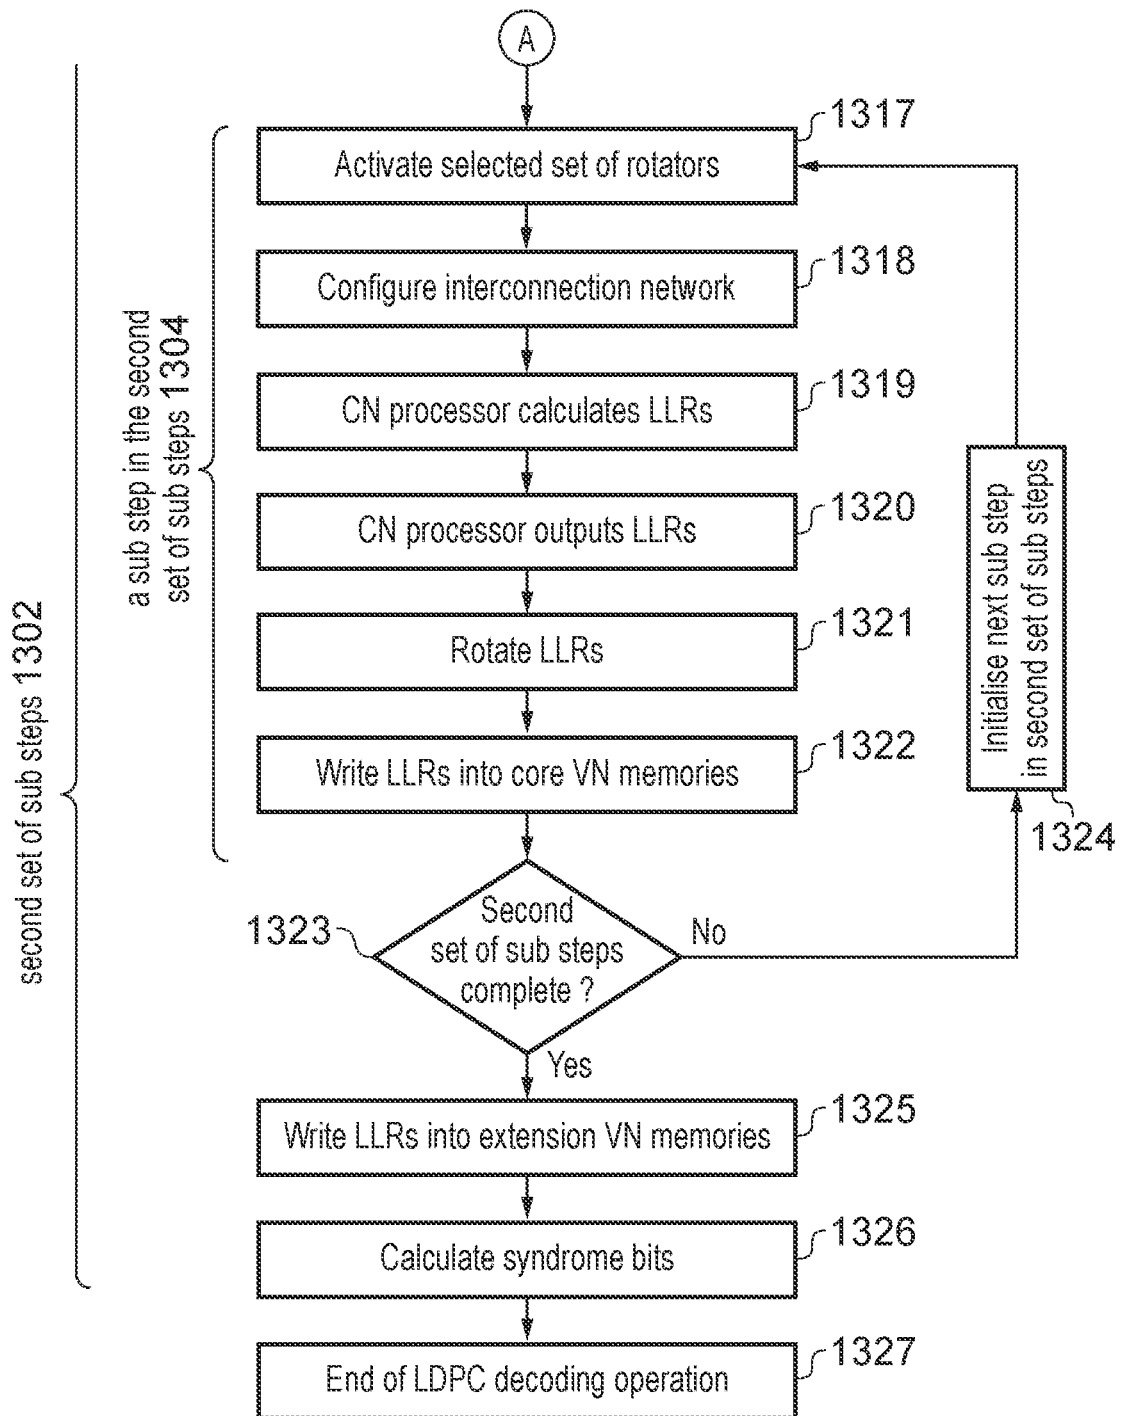 A
1317
Activate selected set of rotators
1318
Configure interconnection network
1319
CN processor calculates LLRs
1320
CN processor outputs LLRs
1321
Rotate LLRs
1322
Write LLRs into core VN memories
a sub step in the second
set of sub steps 1304
second set of sub steps 1302
1323
Second
set of sub steps
complete ?
No
Yes
Initialise next sub step
in second set of sub steps
1324
1325
Write LLRs into extension VN memories
1326
Calculate syndrome bits
1327
End of LDPC decoding operation